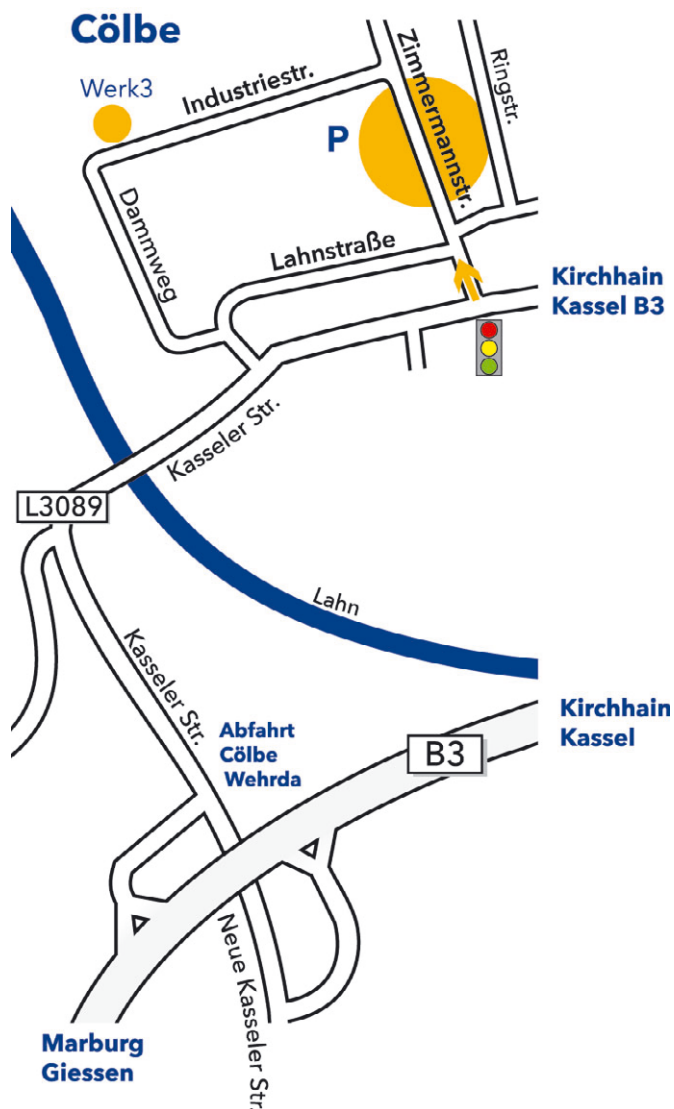 Cölbe
Werk3
Industriestr.
Zimmermannstr.
Ringstr.
P
Dammweg
Lahnstraße
Kirchhain
Kassel B3
Kasseler Str.
L3089
Lahn
Kasseler Str.
Abfahrt
Cölbe
Wehrda
Kirchhain
Kassel
B3
Neue Kasseler Str.
Marburg
Giessen